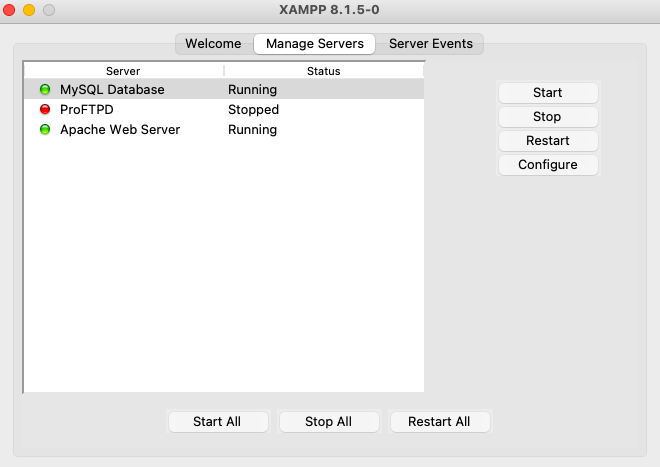 XAMPP 8.1.5-0
Welcome Manage Servers Server Events
Server Status
MySQL Database Running
ProFTPD Stopped
Apache Web Server Running
Start
Stop
Restart
Configure
Start All Stop All Restart All